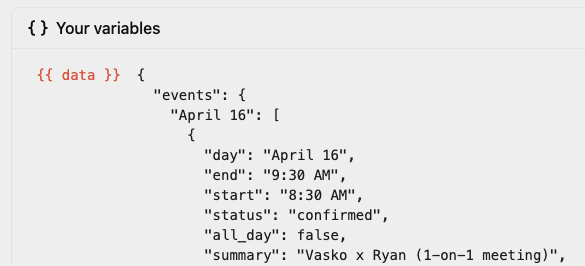 {} Your variables
{{ data }} {
"events": {
"April 16": [
{
"day": "April 16",
"end": "9:30 AM",
"start": "8:30 AM",
"status": "confirmed",
"all_day": false,
"summary": "Vasko x Ryan (1-on-1 meeting)",